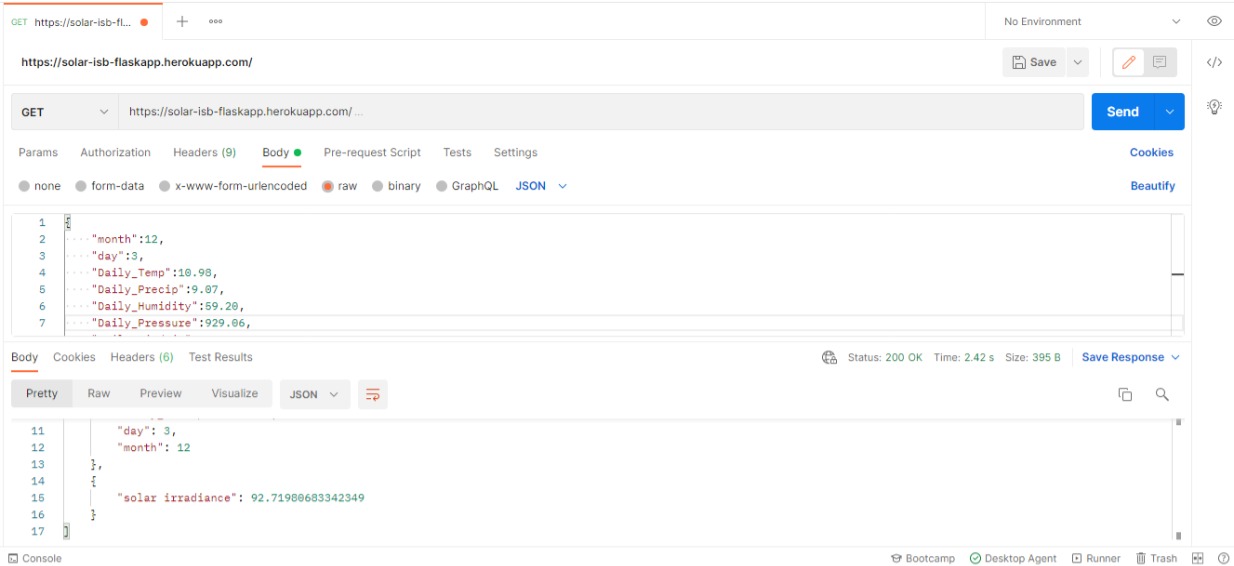 GET https://solar-isb-fl... No Environment
https://solar-isb-flaskapp.herokuapp.com/ Save
GET https://solar-isb-flaskapp.herokuapp.com/ ... Send
Params Authorization Headers (9) Body Pre-request Script Tests Settings Cookies
none form-data x-www-form-urlencoded raw binary GraphQL JSON Beautify
1 {
2 "month":12,
3 "day":3,
4 "Daily_Temp":10.98,
5 "Daily_Precip":9.07,
6 "Daily_Humidity":59.20,
7 "Daily_Pressure":929.06,
Body Cookies Headers (6) Test Results Status: 200 OK Time: 2.42 s Size: 395 B Save Response
Pretty Raw Preview Visualize JSON
11 "day": 3,
12 "month": 12
13 },
14 {
15 "solar irradiance": 92.71980683342349
16 }
17 ]
Console Bootcamp Desktop Agent Runner Trash